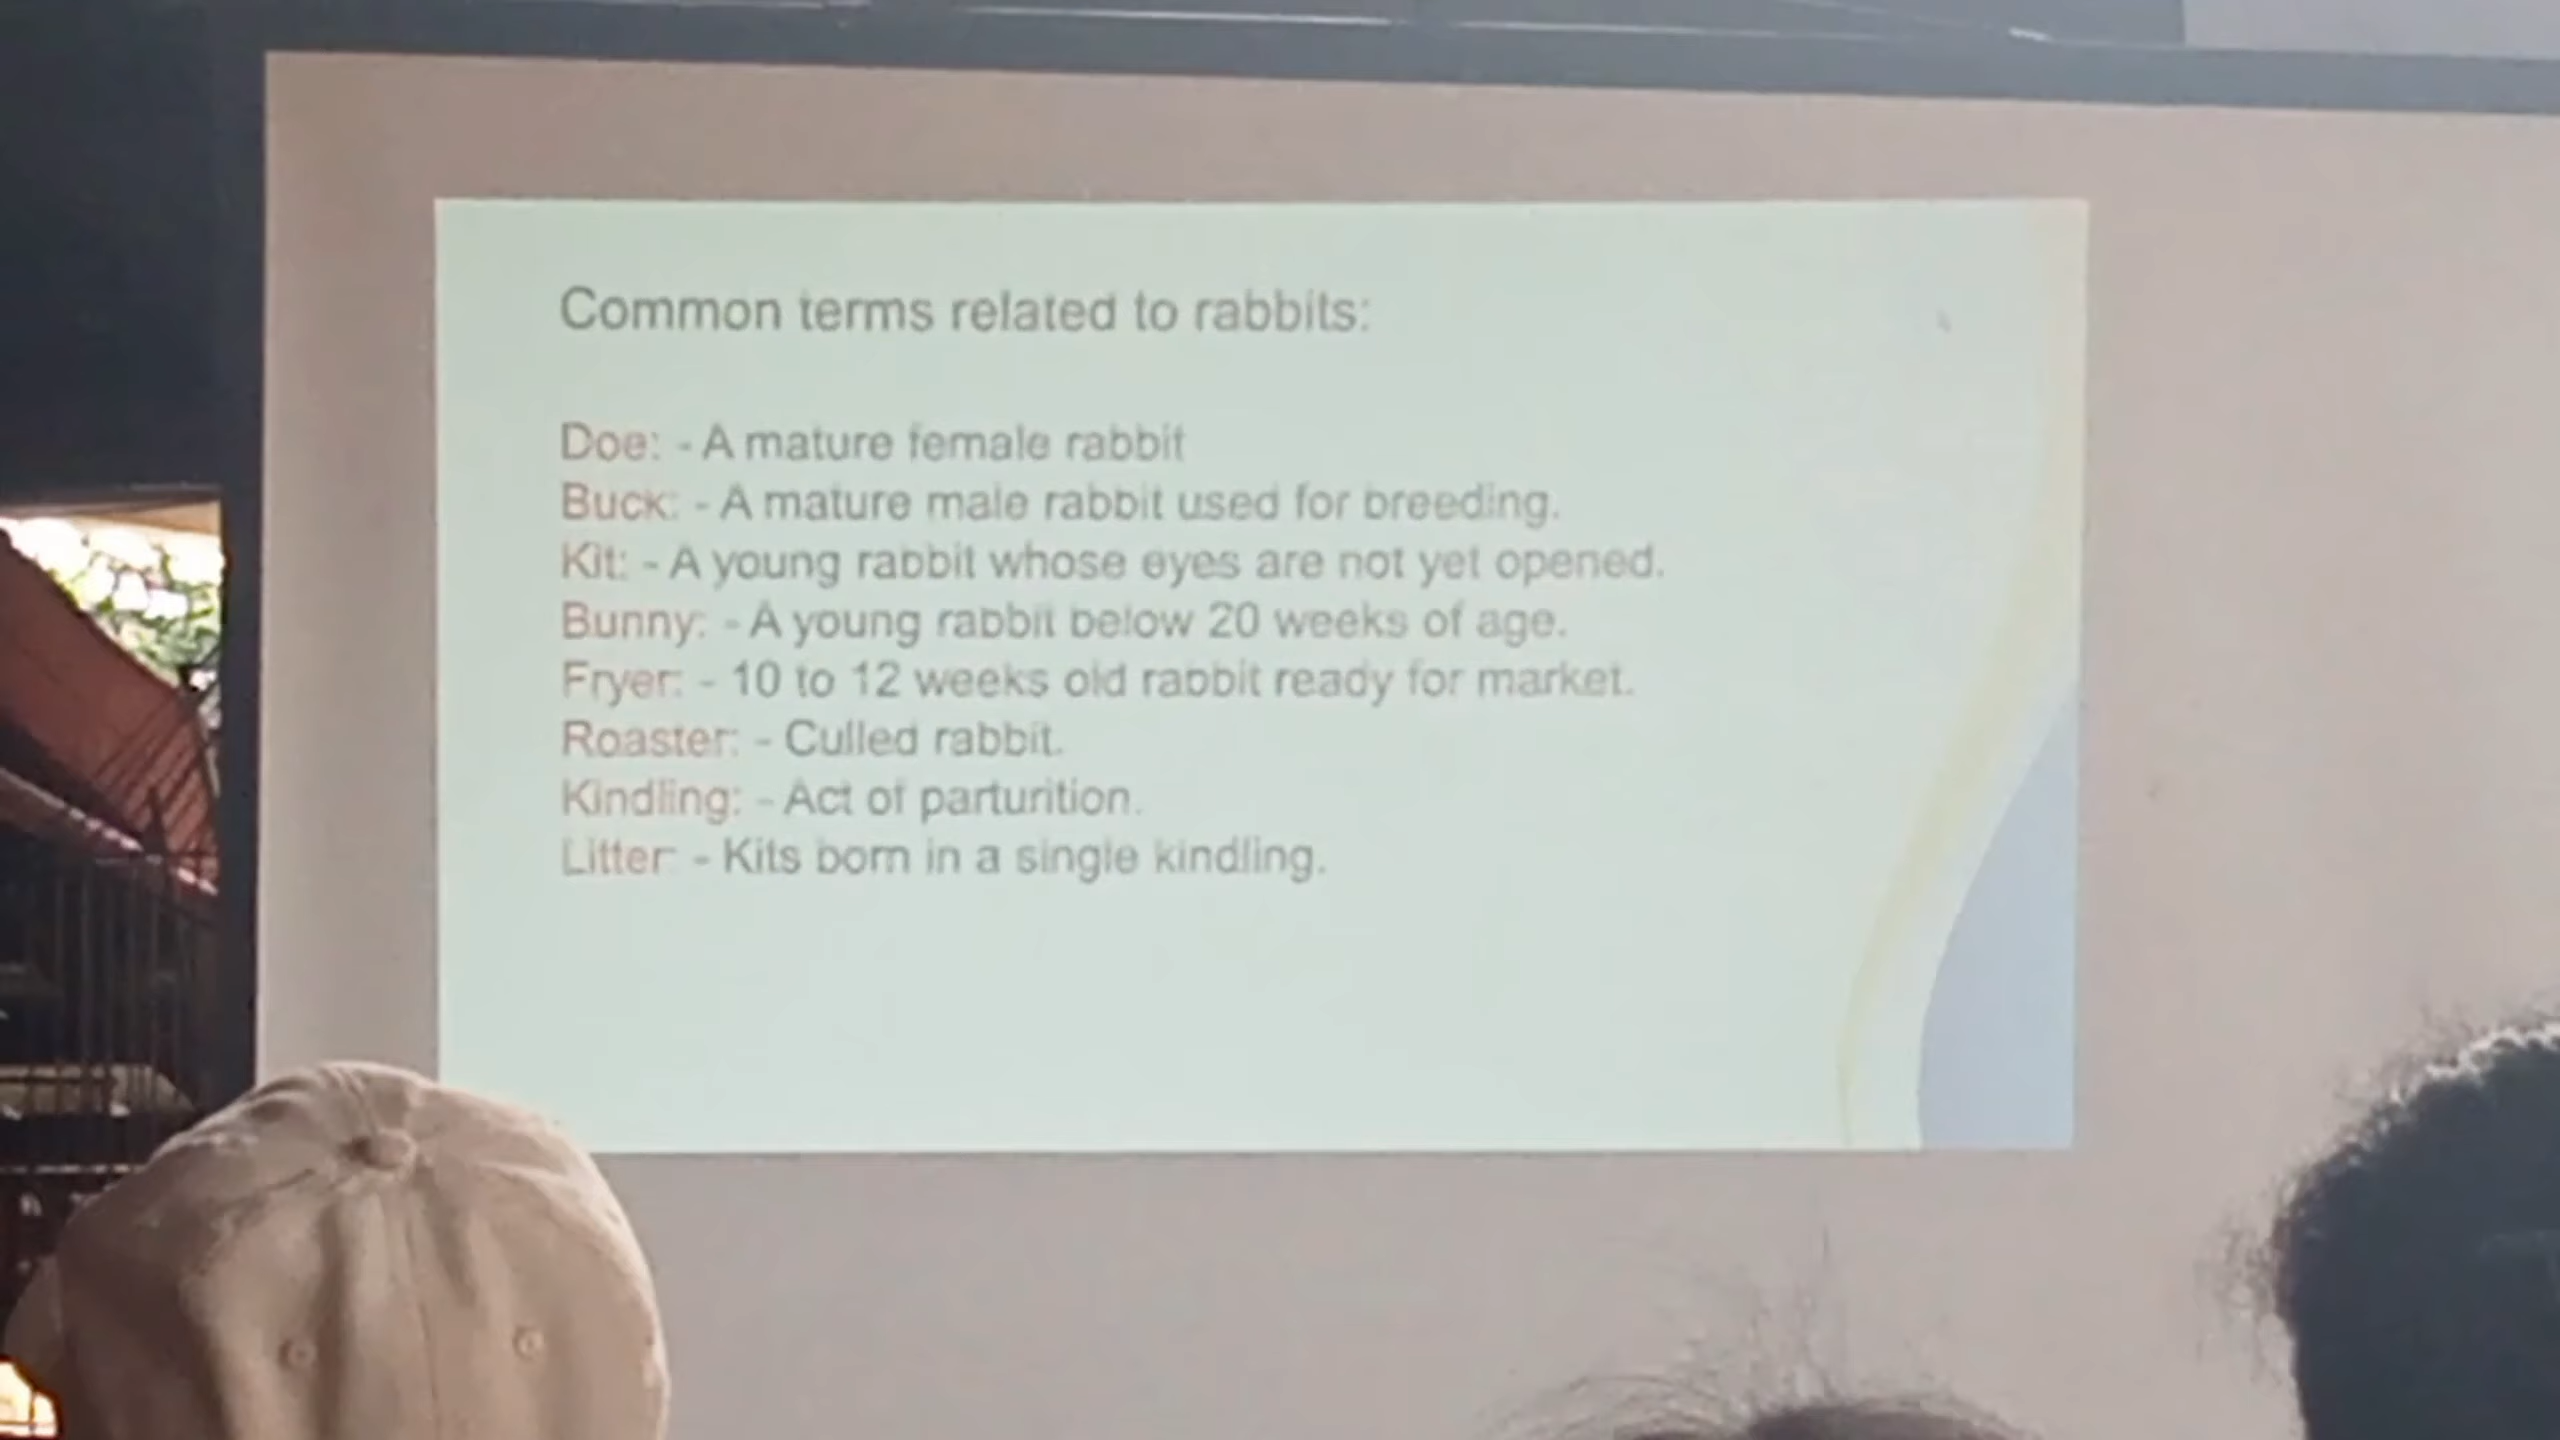 Common terms related to rabbits:
Doe: - A mature female rabbit
Buck: - A mature male rabbit used for breeding.
Kit: - A young rabbit whose eyes are not yet opened.
Bunny: - A young rabbit below 20 weeks of age.
Fryer: - 10 to 12 weeks old rabbit ready for market.
Roaster: - Culled rabbit.
Kindling: - Act of parturition.
Litter: - Kits born in a single kindling.